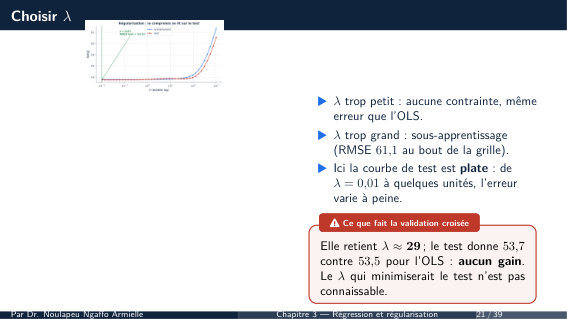 Choisir λ
Régularisation : le compromis se lit sur le test
▶ λ trop petit : aucune contrainte, même
erreur que l'OLS.
▶ λ trop grand : sous-apprentissage
(RMSE 61,1 au bout de la grille).
▶ Ici la courbe de test est plate : de
λ = 0,01 à quelques unités, l'erreur
varie à peine.
Ce que fait la validation croisée
Elle retient λ ≈ 29 ; le test donne 53,7
contre 53,5 pour l'OLS : aucun gain.
Le λ qui minimiserait le test n'est pas
connaissable.
Par Dr. Noulapeu Ngaffo Armielle
Chapitre 3 — Régression et régularisation
21 / 39